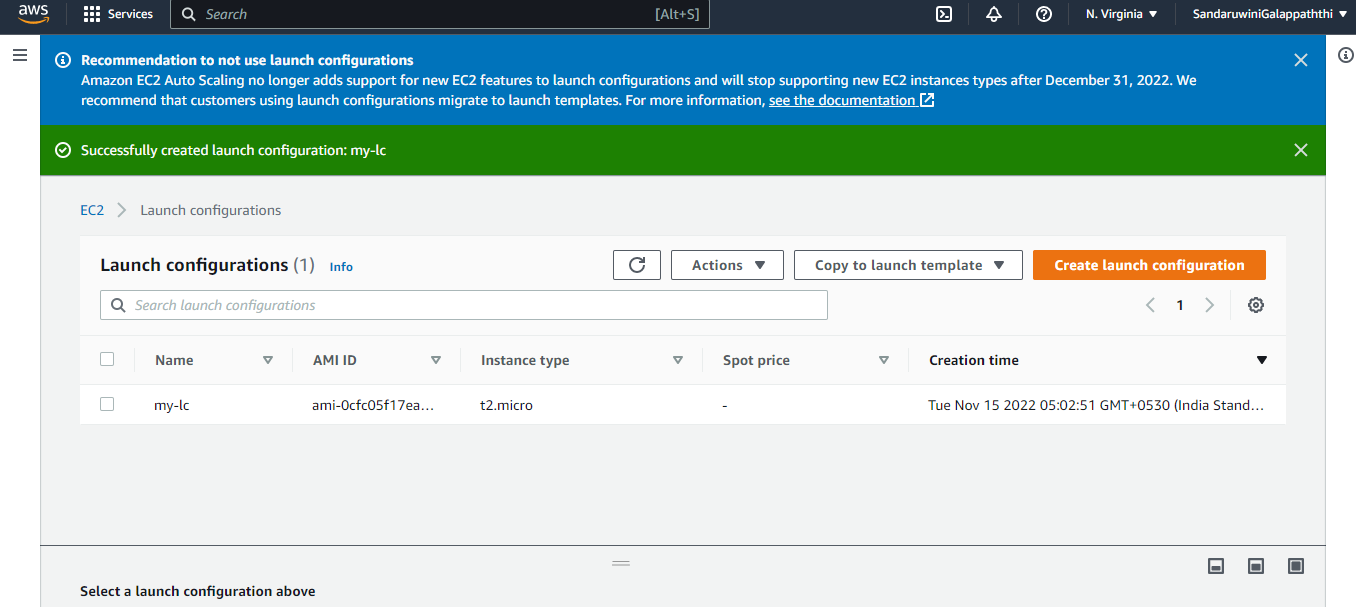 aws Services Search [Alt+S] N. Virginia SandaruwiniGalappaththi
Recommendation to not use launch configurations
Amazon EC2 Auto Scaling no longer adds support for new EC2 features to launch configurations and will stop supporting new EC2 instances types after December 31, 2022. We
recommend that customers using launch configurations migrate to launch templates. For more information, see the documentation
Successfully created launch configuration: my-lc
EC2 Launch configurations
Launch configurations (1) Info Actions Copy to launch template Create launch configuration
Search launch configurations 1
Name AMI ID Instance type Spot price Creation time
my-lc ami-0cfc05f17ea... t2.micro - Tue Nov 15 2022 05:02:51 GMT+0530 (India Stand...
Select a launch configuration above